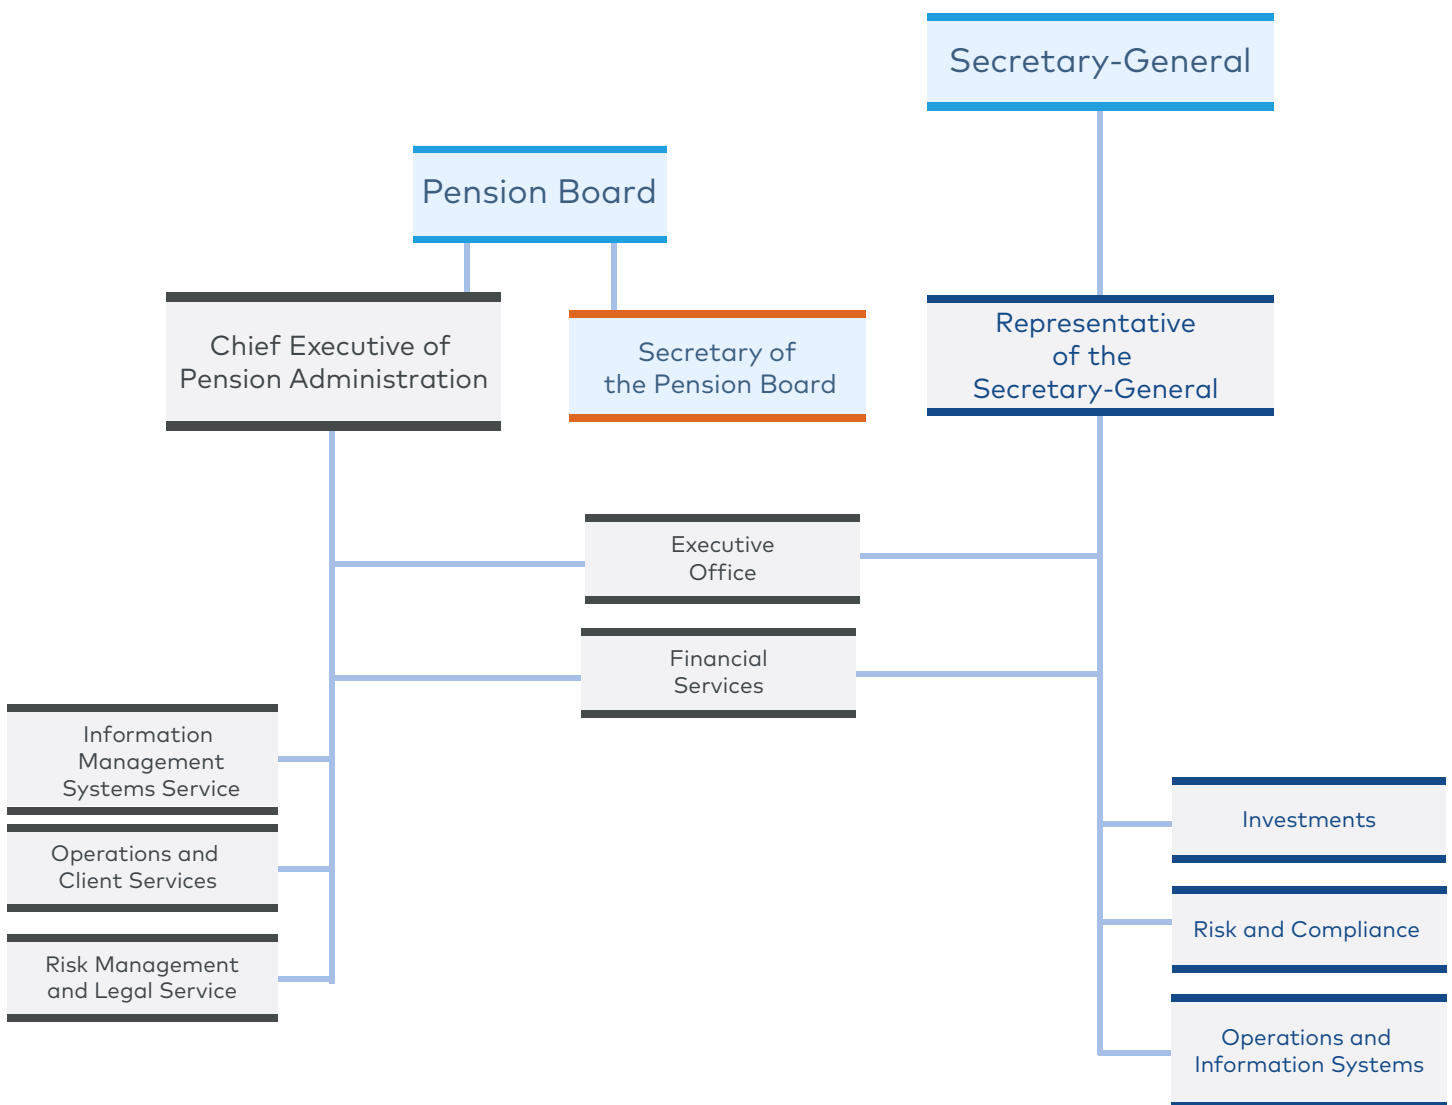 Secretary-General
Pension Board
Chief Executive of
Pension Administration
Secretary of
the Pension Board
Representative
of the
Secretary-General
Executive
Office
Financial
Services
Information
Management
Systems Service
Operations and
Client Services
Risk Management
and Legal Service
Investments
Risk and Compliance
Operations and
Information Systems